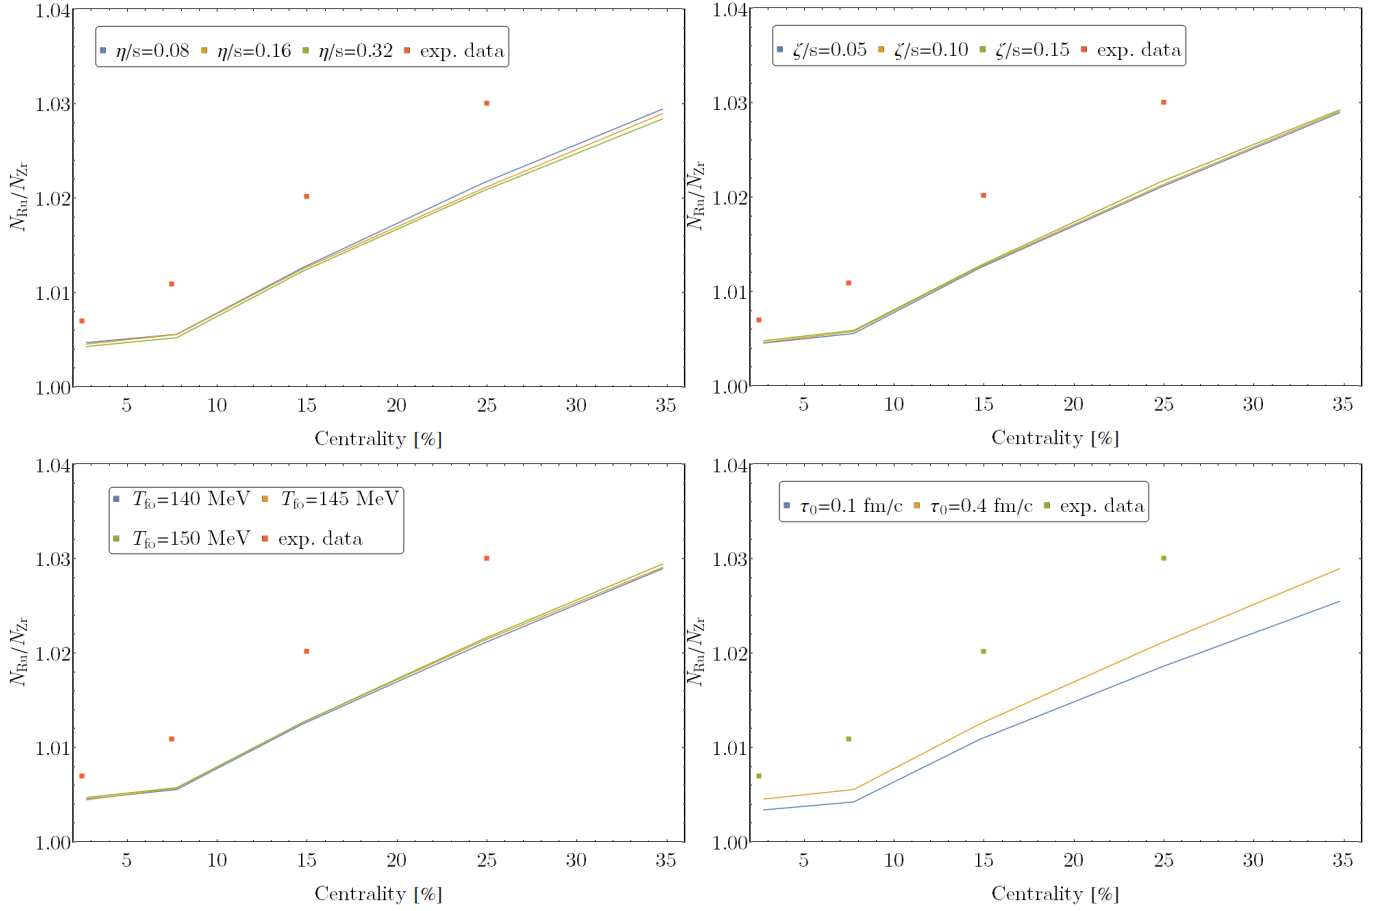 η/s=0.08 η/s=0.16 η/s=0.32 exp. data
1.04
1.03
1.02
1.01
1.00
N_Ru/N_Zr
5 10 15 20 25 30 35
Centrality [%]
ζ/s=0.05 ζ/s=0.10 ζ/s=0.15 exp. data
1.04
1.03
1.02
1.01
1.00
N_Ru/N_Zr
5 10 15 20 25 30 35
Centrality [%]
T_fo=140 MeV T_fo=145 MeV
T_fo=150 MeV exp. data
1.04
1.03
1.02
1.01
1.00
N_Ru/N_Zr
5 10 15 20 25 30 35
Centrality [%]
τ_0=0.1 fm/c τ_0=0.4 fm/c exp. data
1.04
1.03
1.02
1.01
1.00
N_Ru/N_Zr
5 10 15 20 25 30 35
Centrality [%]